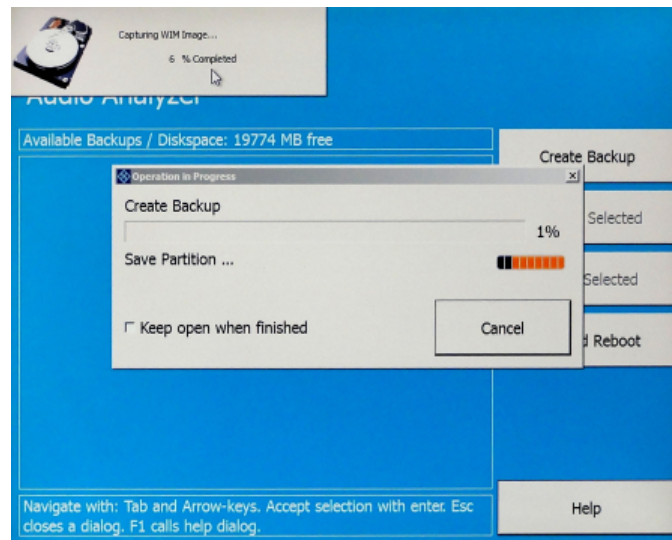 Capturing WIM Image...
6 % Completed
Audio Analyzer
Available Backups / Diskspace: 19774 MB free
Create Backup
Operation in Progress
Create Backup
1%
Selected
Save Partition ...
Selected
Keep open when finished
Cancel
Reboot
Navigate with: Tab and Arrow-keys. Accept selection with enter. Esc
closes a dialog. F1 calls help dialog.
Help